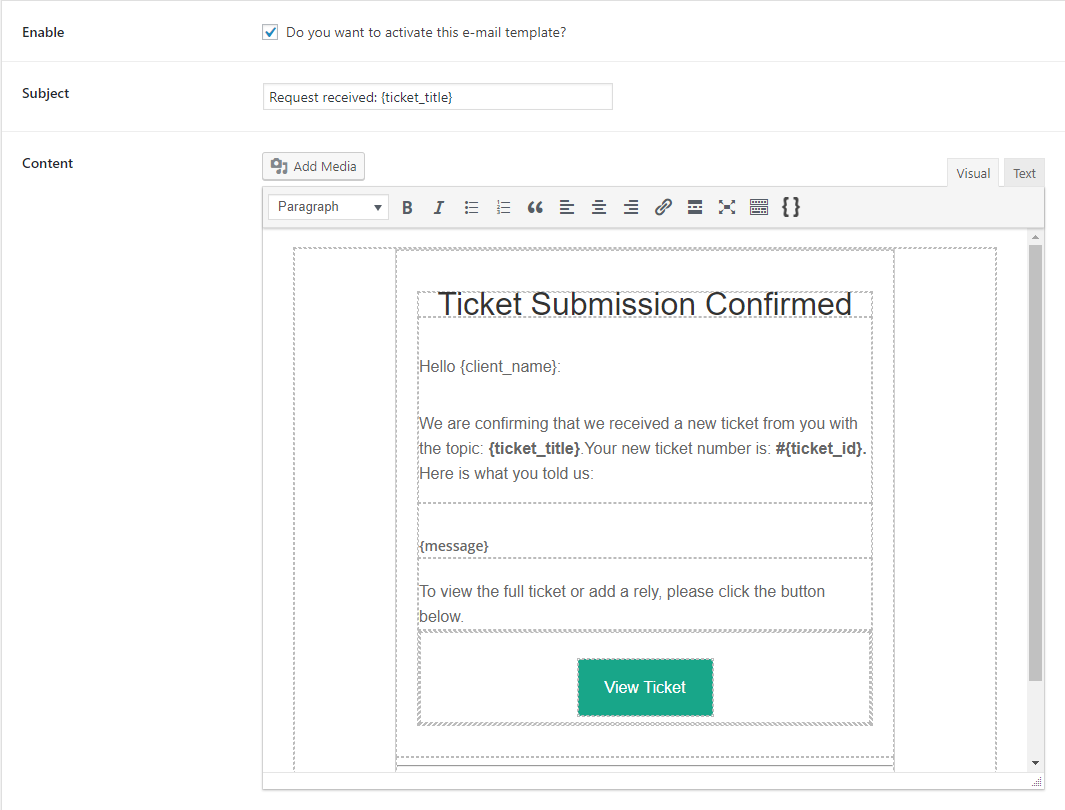 Enable
Do you want to activate this e-mail template?
Subject
Request received: {ticket_title}
Content
Add Media
Visual
Text
Paragraph
B
I
{}
Ticket Submission Confirmed
Hello {client_name}:
We are confirming that we received a new ticket from you with
the topic: {ticket_title}.Your new ticket number is: #{ticket_id}.
Here is what you told us:
{message}
To view the full ticket or add a rely, please click the button
below.
View Ticket